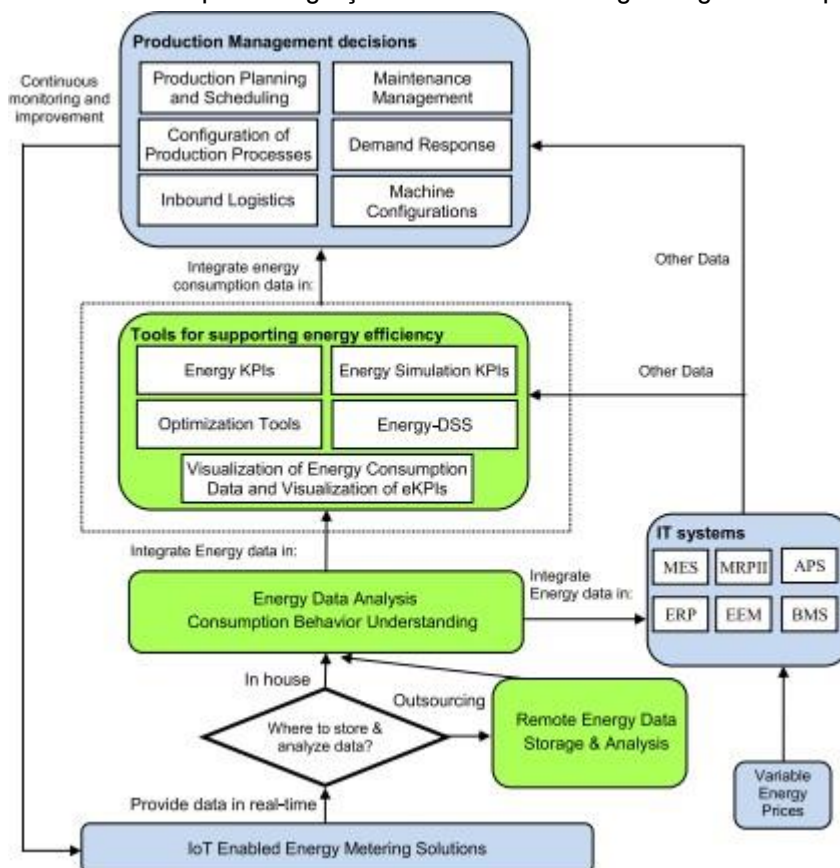 Production Management decisions
Continuous
monitoring and
improvement
Production Planning
and Scheduling
Maintenance
Management
Configuration of
Production Processes
Demand Response
Inbound Logistics
Machine
Configurations
Integrate energy
consumption data in:
Other Data
Tools for supporting energy efficiency
Energy KPIs
Energy Simulation KPIs
Other Data
Optimization Tools
Energy-DSS
Visualization of Energy Consumption
Data and Visualization of eKPIs
Integrate Energy data in:
IT systems
MES
MRPII
APS
ERP
EEM
BMS
Energy Data Analysis
Consumption Behavior Understanding
Integrate
Energy data in:
In house
Outsourcing
Where to store &
analyze data?
Remote Energy Data
Storage & Analysis
Variable
Energy
Prices
Provide data in real-time
IoT Enabled Energy Metering Solutions